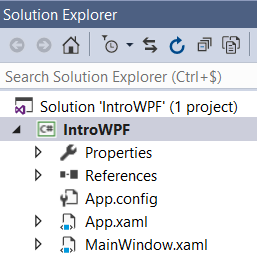 Solution Explorer
Search Solution Explorer (Ctrl+$)
Solution 'IntroWPF' (1 project)
C# IntroWPF
Properties
References
App.config
App.xaml
MainWindow.xaml